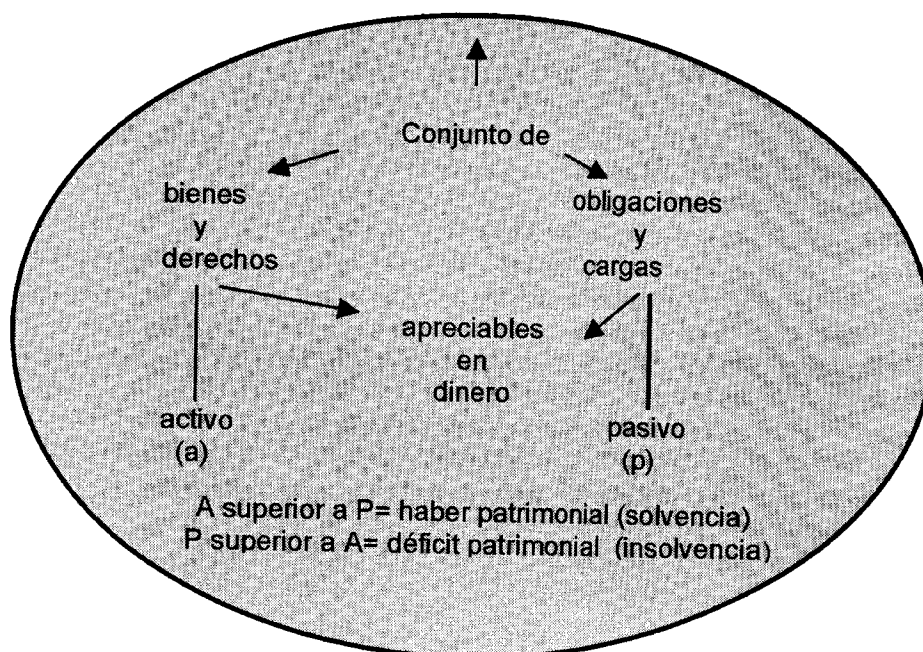 Conjunto de
bienes
y
derechos
obligaciones
y
cargas
apreciables
en
dinero
activo
(a)
pasivo
(p)
A superior a P= haber patrimonial (solvencia)
P superior a A= déficit patrimonial (insolvencia)